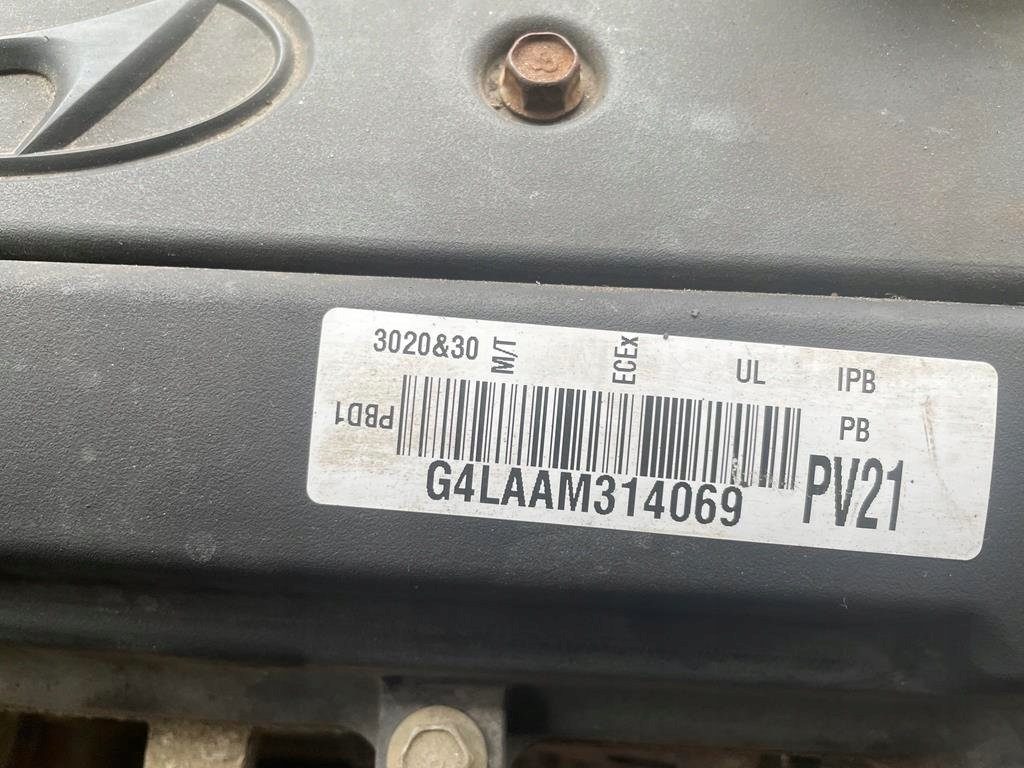 3020&30 M/T ECEx UL IPB
PBD1 PB
G4LAAM314069 PV21